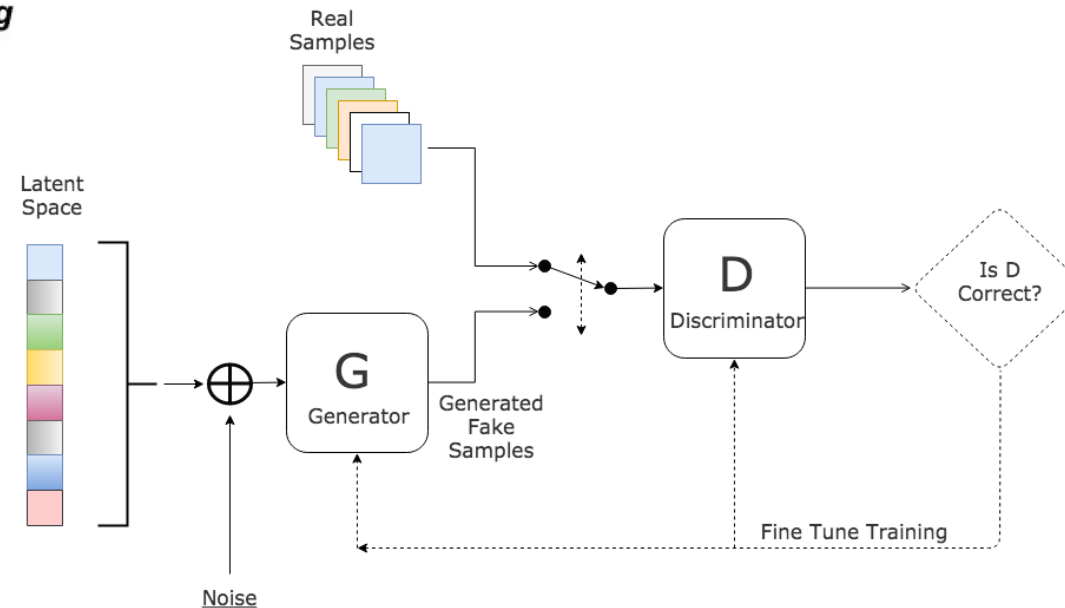 g
Real
Samples
Latent
Space
Is D
Correct?
D
Discriminator
G
Generator
Generated
Fake
Samples
Fine Tune Training
Noise